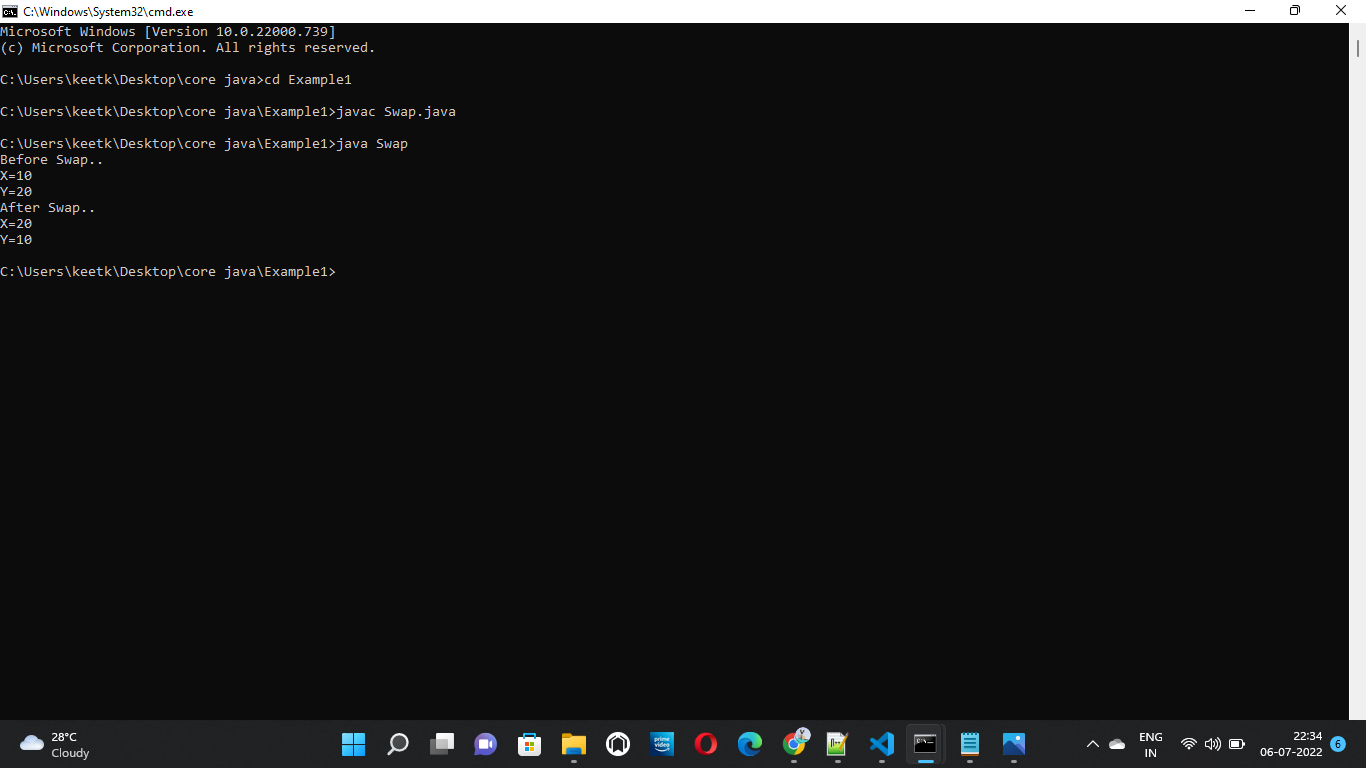 C:\Windows\System32\cmd.exe
Microsoft Windows [Version 10.0.22000.739]
(c) Microsoft Corporation. All rights reserved.
C:\Users\keetk\Desktop\core java>cd Example1
C:\Users\keetk\Desktop\core java\Example1>javac Swap.java
C:\Users\keetk\Desktop\core java\Example1>java Swap
Before Swap..
X=10
Y=20
After Swap..
X=20
Y=10
C:\Users\keetk\Desktop\core java\Example1>
28°C
Cloudy
prime video
ENG
IN
22:34
06-07-2022
6